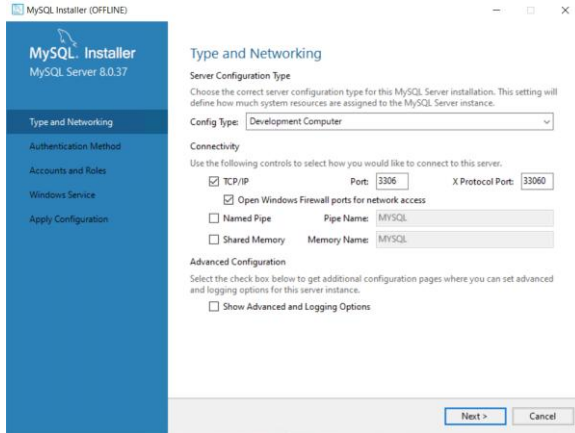 MySQL Installer (OFFLINE)
MySQL. Installer
MySQL Server 8.0.37
Type and Networking
Authentication Method
Accounts and Roles
Windows Service
Apply Configuration
Type and Networking
Server Configuration Type
Choose the correct server configuration type for this MySQL Server installation. This setting will
define how much system resources are assigned to the MySQL Server instance.
Config Type: Development Computer
Connectivity
Use the following controls to select how you would like to connect to this server.
TCP/IP Port: 3306 X Protocol Port: 33060
Open Windows Firewall ports for network access
Named Pipe Pipe Name: MYSQL
Shared Memory Memory Name: MYSQL
Advanced Configuration
Select the check box below to get additional configuration pages where you can set advanced
and logging options for this server instance.
Show Advanced and Logging Options
Next > Cancel